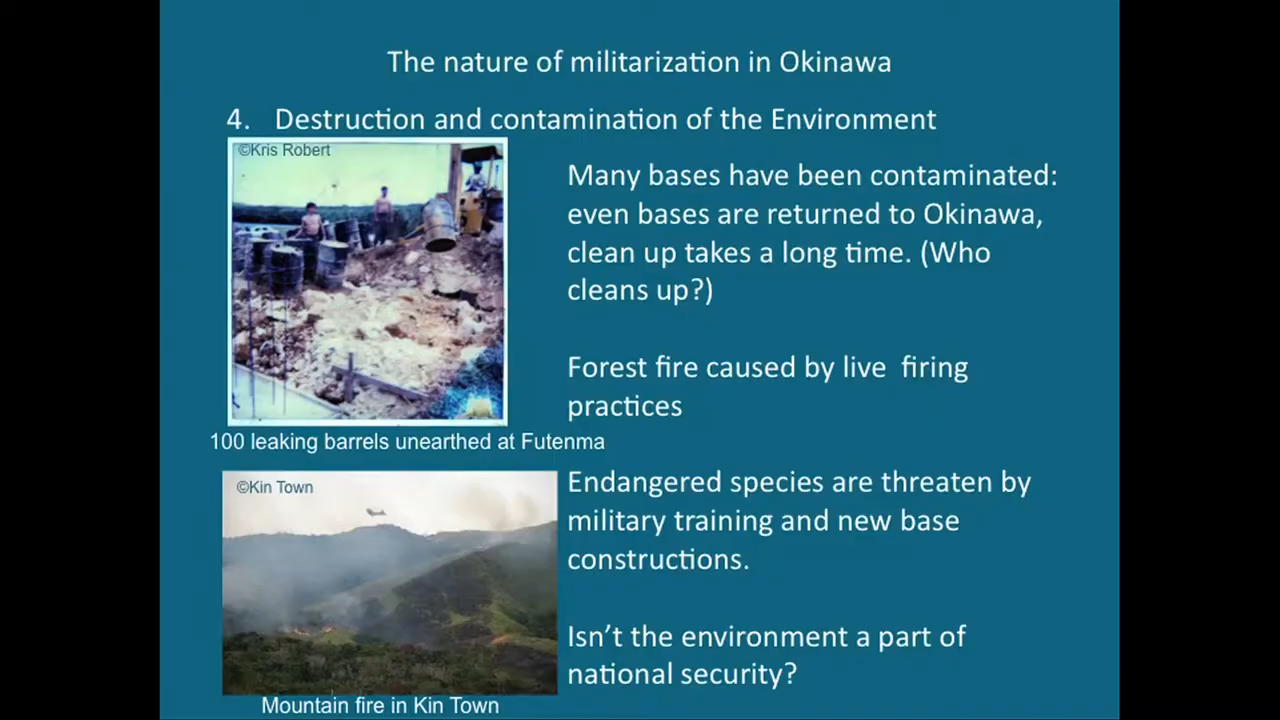 The nature of militarization in Okinawa
4. Destruction and contamination of the Environment
©Kris Robert
Many bases have been contaminated:
even bases are returned to Okinawa,
clean up takes a long time. (Who
cleans up?)
Forest fire caused by live firing
practices
100 leaking barrels unearthed at Futenma
©Kin Town
Endangered species are threaten by
military training and new base
constructions.
Isn't the environment a part of
national security?
Mountain fire in Kin Town